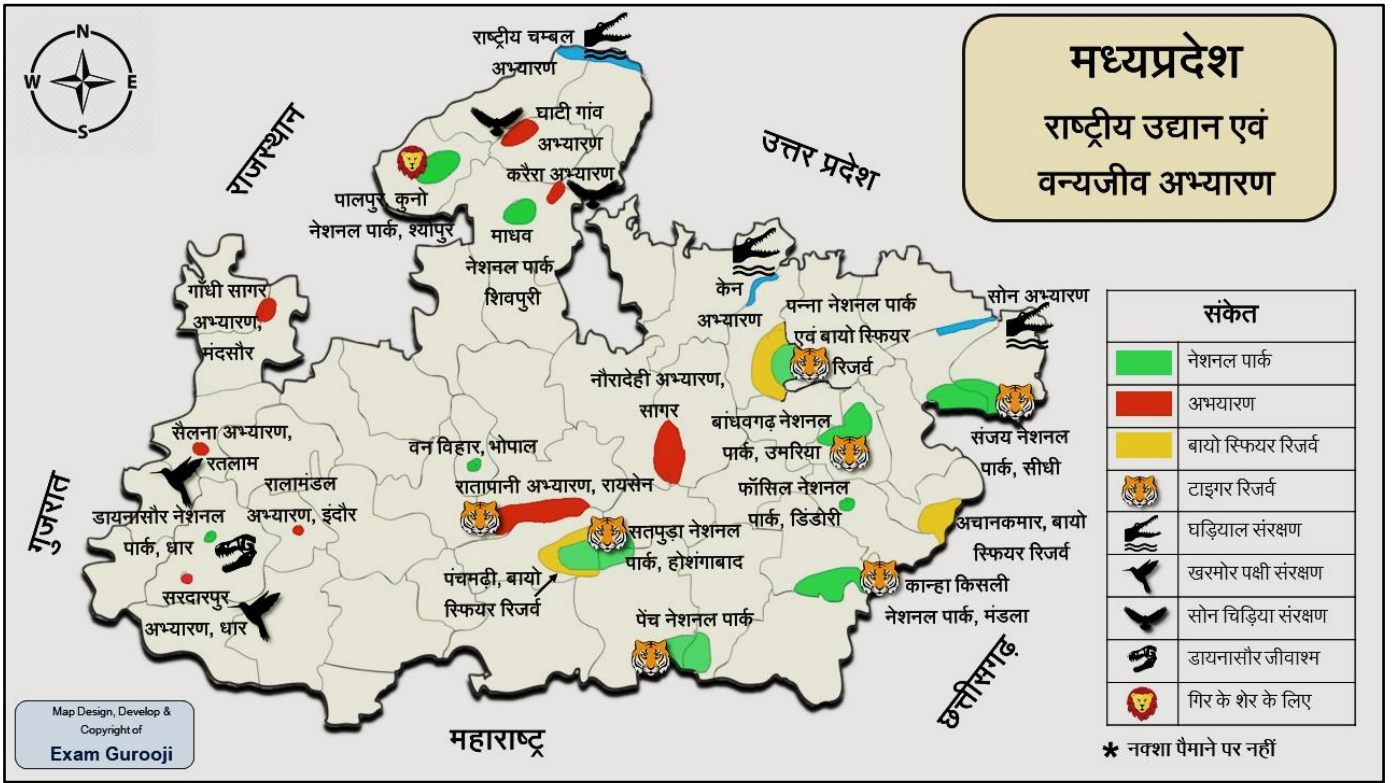 मध्यप्रदेश
राष्ट्रीय उद्यान एवं
वन्यजीव अभ्यारण
N
W
E
S
राजस्थान
उत्तर प्रदेश
गुजरात
महाराष्ट्र
छत्तीसगढ़
राष्ट्रीय चम्बल
अभ्यारण
घाटी गांव
अभ्यारण
करैरा अभ्यारण
पालपुर, कुनो
नेशनल पार्क, श्योपुर
माधव
नेशनल पार्क
शिवपुरी
गाँधी सागर
अभ्यारण,
मंदसौर
केन
अभ्यारण
पन्ना नेशनल पार्क
एवं बायो स्फियर
रिजर्व
सोन अभ्यारण
नौरादेही अभ्यारण,
सागर
बांधवगढ़ नेशनल
पार्क, उमरिया
संजय नेशनल
पार्क, सीधी
सैलना अभ्यारण,
रतलाम
वन विहार, भोपाल
रालामंडल
अभ्यारण, इंदौर
रातापानी अभ्यारण, रायसेन
फॉसिल नेशनल
पार्क, डिंडोरी
डायनासौर नेशनल
पार्क, धार
सतपुड़ा नेशनल
पार्क, होशंगाबाद
अचानकमार, बायो
स्फियर रिजर्व
पंचमढ़ी, बायो
स्फियर रिजर्व
कान्हा किसली
नेशनल पार्क, मंडला
सरदारपुर
अभ्यारण, धार
पेंच नेशनल पार्क
संकेत
नेशनल पार्क
अभयारण
बायो स्फियर रिजर्व
टाइगर रिजर्व
घड़ियाल संरक्षण
खरमोर पक्षी संरक्षण
सोन चिड़िया संरक्षण
डायनासौर जीवाश्म
गिर के शेर के लिए
* नक्शा पैमाने पर नहीं
Map Design, Develop &
Copyright of
Exam Gurooji